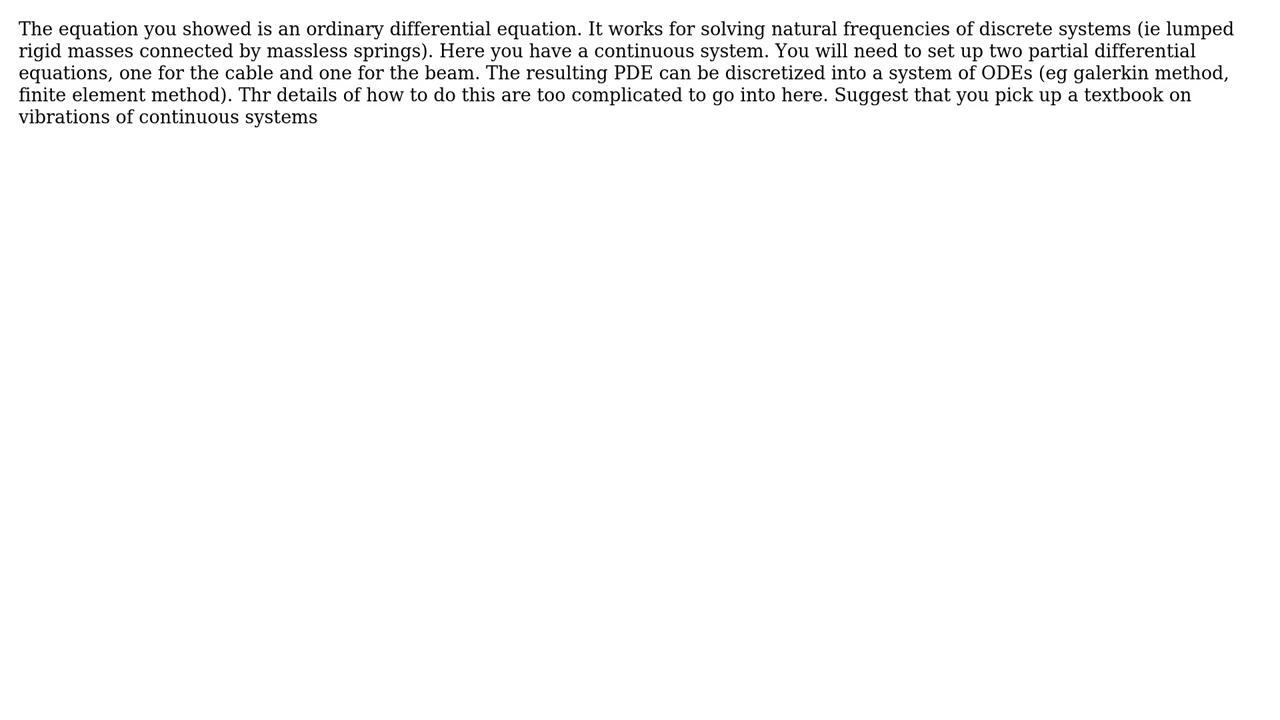 The equation you showed is an ordinary differential equation. It works for solving natural frequencies of discrete systems (ie lumped
rigid masses connected by massless springs). Here you have a continuous system. You will need to set up two partial differential
equations, one for the cable and one for the beam. The resulting PDE can be discretized into a system of ODEs (eg galerkin method,
finite element method). Thr details of how to do this are too complicated to go into here. Suggest that you pick up a textbook on
vibrations of continuous systems